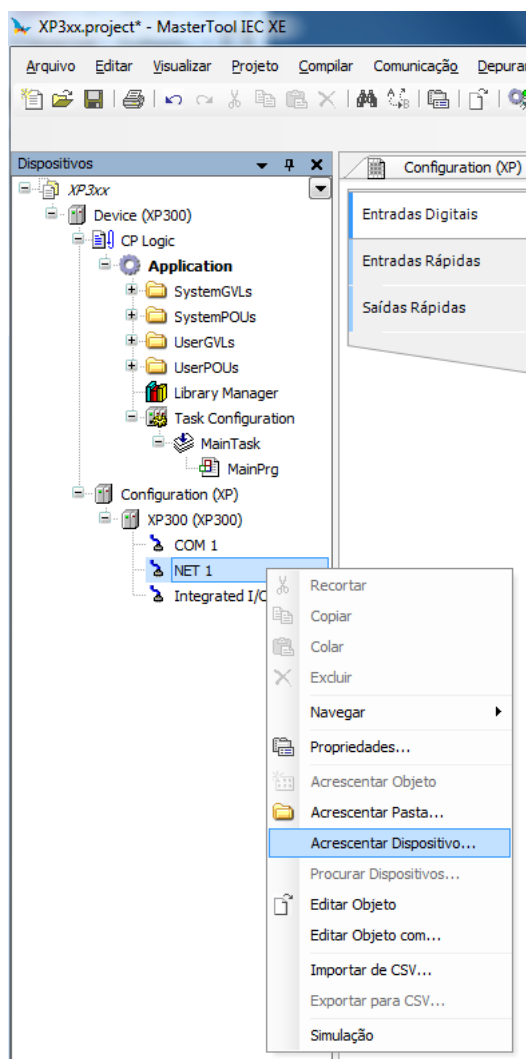 XP3xx.project* - MasterTool IEC XE
Arquivo Editar Visualizar Projeto Compilar Comunicação Depurar
Dispositivos
XP3xx
Device (XP300)
CP Logic
Application
SystemGVLs
SystemPOUs
UserGVLs
UserPOUs
Library Manager
Task Configuration
MainTask
MainPrg
Configuration (XP)
XP300 (XP300)
COM 1
NET 1
Integrated I/O
Configuration (XP)
Entradas Digitais
Entradas Rápidas
Saídas Rápidas
Recortar
Copiar
Colar
Excluir
Navegar
Propriedades...
Acrescentar Objeto
Acrescentar Pasta...
Acrescentar Dispositivo...
Procurar Dispositivos...
Editar Objeto
Editar Objeto com...
Importar de CSV...
Exportar para CSV...
Simulação